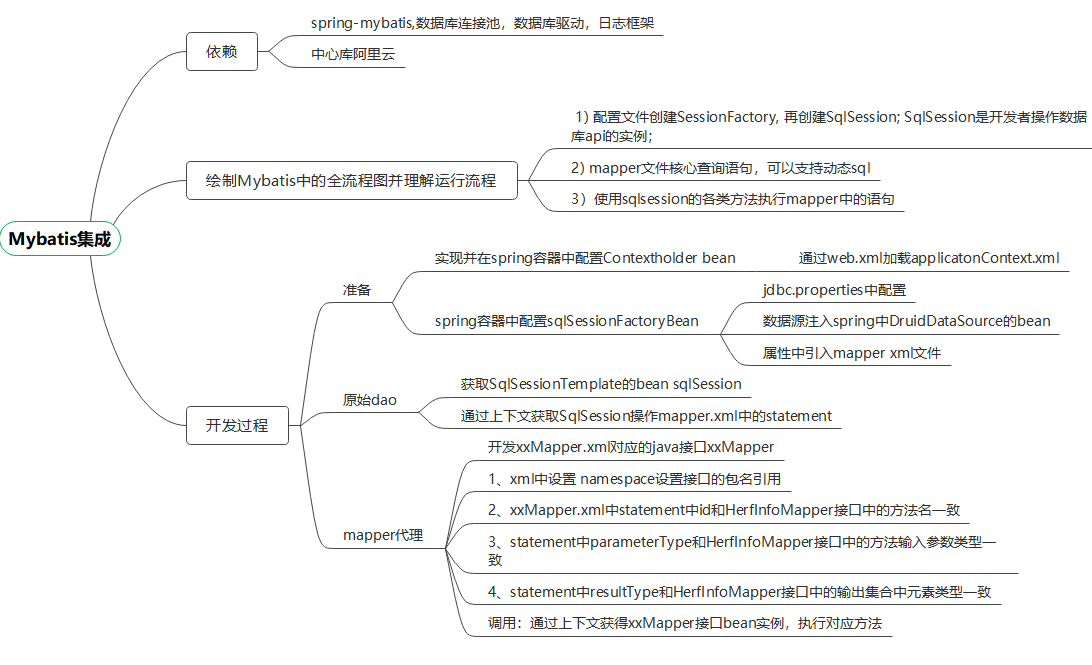 spring-mybatis,数据库连接池，数据库驱动，日志框架
依赖
中心库阿里云
1) 配置文件创建SessionFactory, 再创建SqlSession; SqlSession是开发者操作数据
库api的实例；
2) mapper文件核心查询语句，可以支持动态sql
绘制Mybatis中的全流程图并理解运行流程
3）使用sqlsession的各类方法执行mapper中的语句
Mybatis集成
实现并在spring容器中配置Contextholder bean
通过web.xml加载applicatonContext.xml
准备
jdbc.properties中配置
spring容器中配置sqlSessionFactoryBean
数据源注入spring中DruidDataSource的bean
属性中引入mapper xml文件
获取SqlSessionTemplate的bean sqlSession
原始dao
通过上下文获取SqlSession操作mapper.xml中的statement
开发过程
开发xxMapper.xml对应的java接口xxMapper
1、xml中设置 namespace设置接口的包名引用
2、xxMapper.xml中statement中id和HerfInfoMapper接口中的方法名一致
mapper代理
3、statement中parameterType和HerfInfoMapper接口中的方法输入参数类型一
致
4、statement中resultType和HerfInfoMapper接口中的输出集合中元素类型一致
调用：通过上下文获得xxMapper接口bean实例，执行对应方法